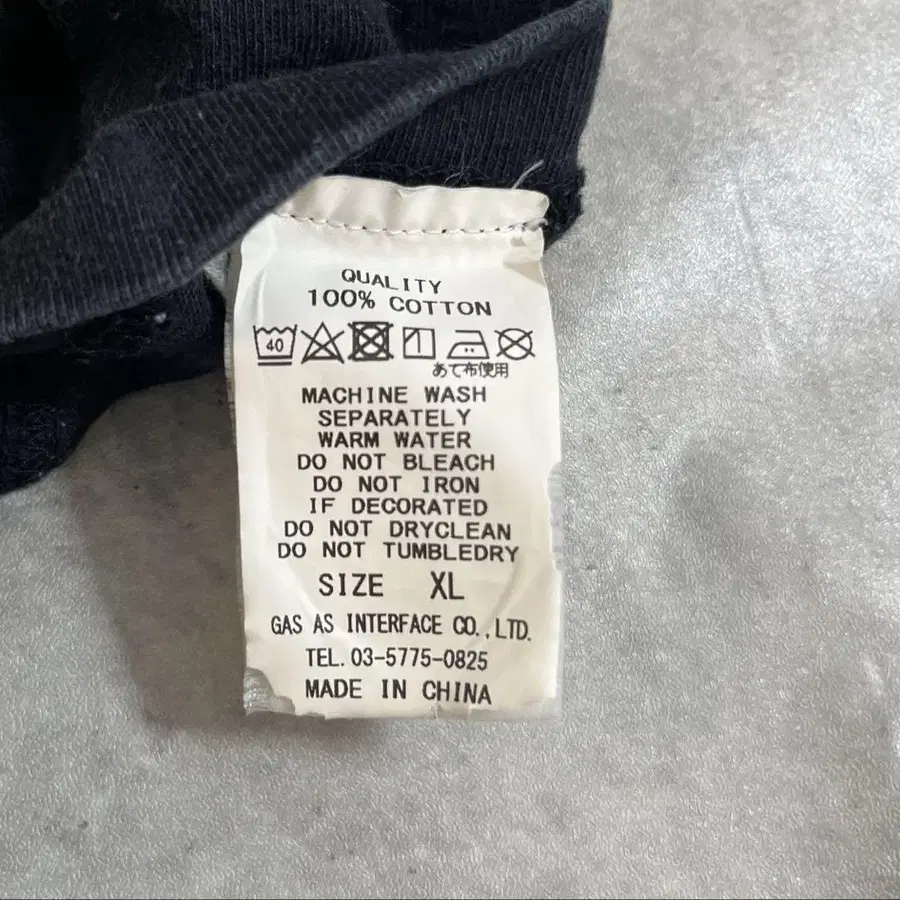 QUALITY
100% COTTON
40
あて布使用
MACHINE WASH
SEPARATELY
WARM WATER
DO NOT BLEACH
DO NOT IRON
IF DECORATED
DO NOT DRYCLEAN
DO NOT TUMBLEDRY
SIZE XL
GAS AS INTERFACE CO.,LTD.
TEL. 03-5775-0825
MADE IN CHINA